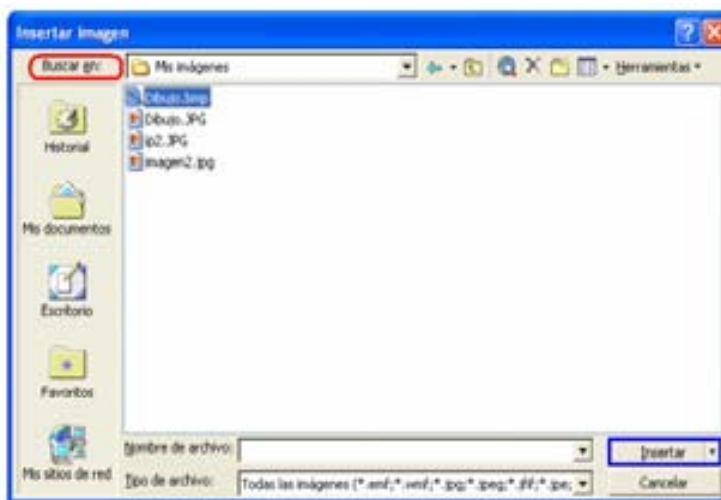 Insertar imagen
Buscar en:
Mis imágenes
Herramientas
Historial
Mis documentos
Escritorio
Favoritos
Mis sitios de red
Dibujo.bmp
Dibujo.JPG
ip2.JPG
imagen2.jpg
Nombre de archivo:
Insertar
Tipo de archivo:
Todas las imágenes (*.emf;*.wmf;*.jpg;*.jpeg;*.jfif;*.jpe;
Cancelar